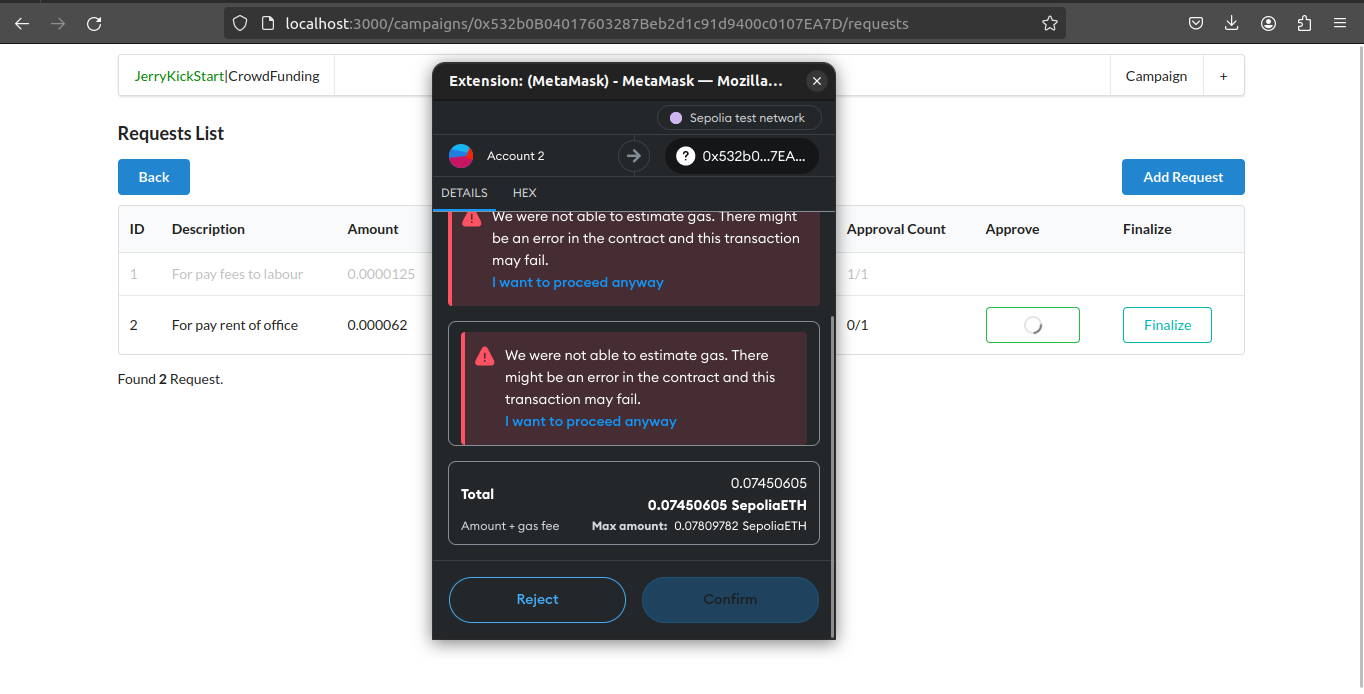 localhost:3000/campaigns/0x532b0B04017603287Beb2d1c91d9400c0107EA7D/requests
JerryKickStart|CrowdFunding
Campaign
+
Extension: (MetaMask) - MetaMask — Mozilla...
Sepolia test network
Account 2
0x532b0...7EA...
DETAILS
HEX
We were not able to estimate gas. There might
be an error in the contract and this transaction
may fail.
I want to proceed anyway
We were not able to estimate gas. There
might be an error in the contract and this
transaction may fail.
I want to proceed anyway
Total
0.07450605
0.07450605 SepoliaETH
Amount + gas fee
Max amount: 0.07809782 SepoliaETH
Reject
Confirm
Requests List
Back
Add Request
ID Description Amount Approval Count Approve Finalize
1 For pay fees to labour 0.0000125 1/1
2 For pay rent of office 0.000062 0/1 Finalize
Found 2 Request.